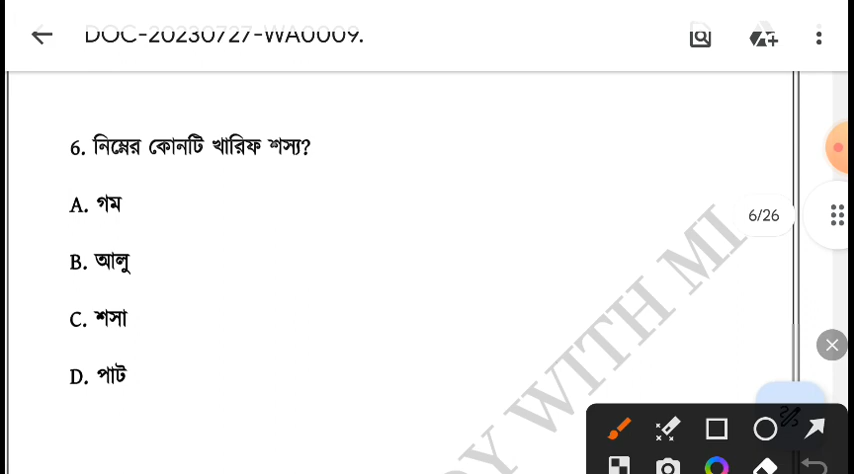 DOC-20230727-WA0009.
6. নিম্নের কোনটি খারিফ শস্য?
A. গম
6/26
B. আলু
C. শসা
D. পাট
Y WITH MI